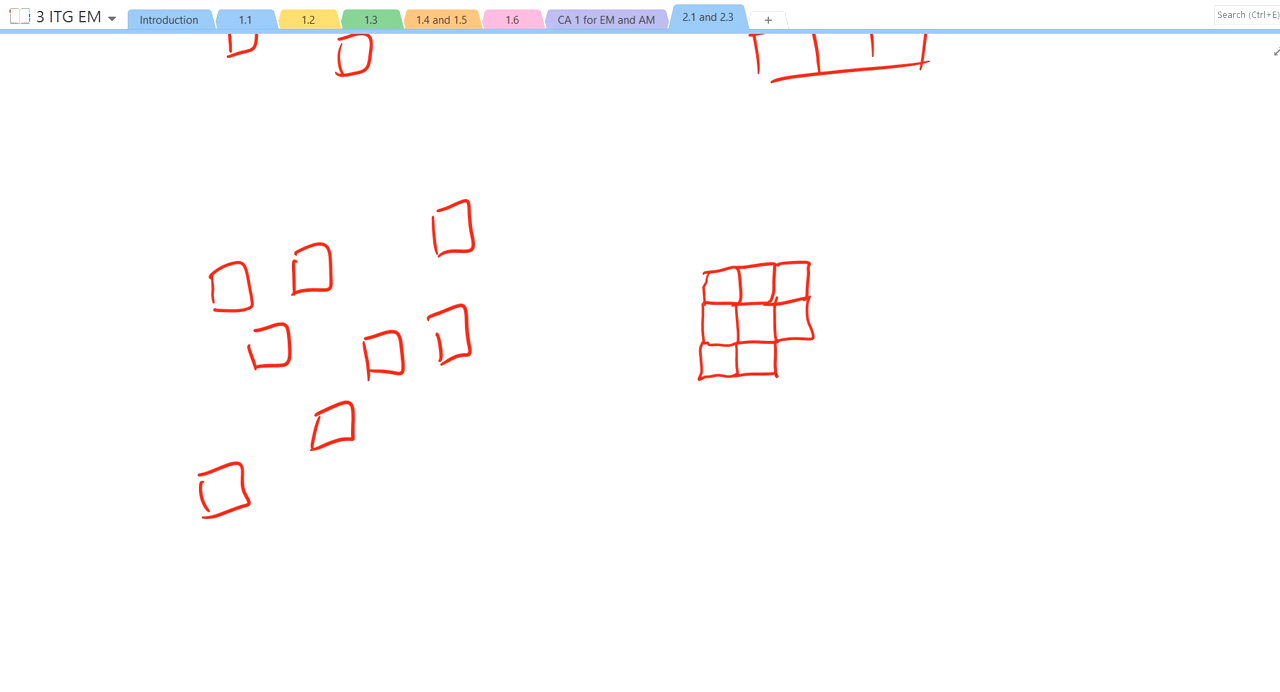 3 ITG EM Introduction 1.1 1.2 1.3 1.4 and 1.5 1.6 CA 1 for EM and AM 2.1 and 2.3 + Search (Ctrl+E)